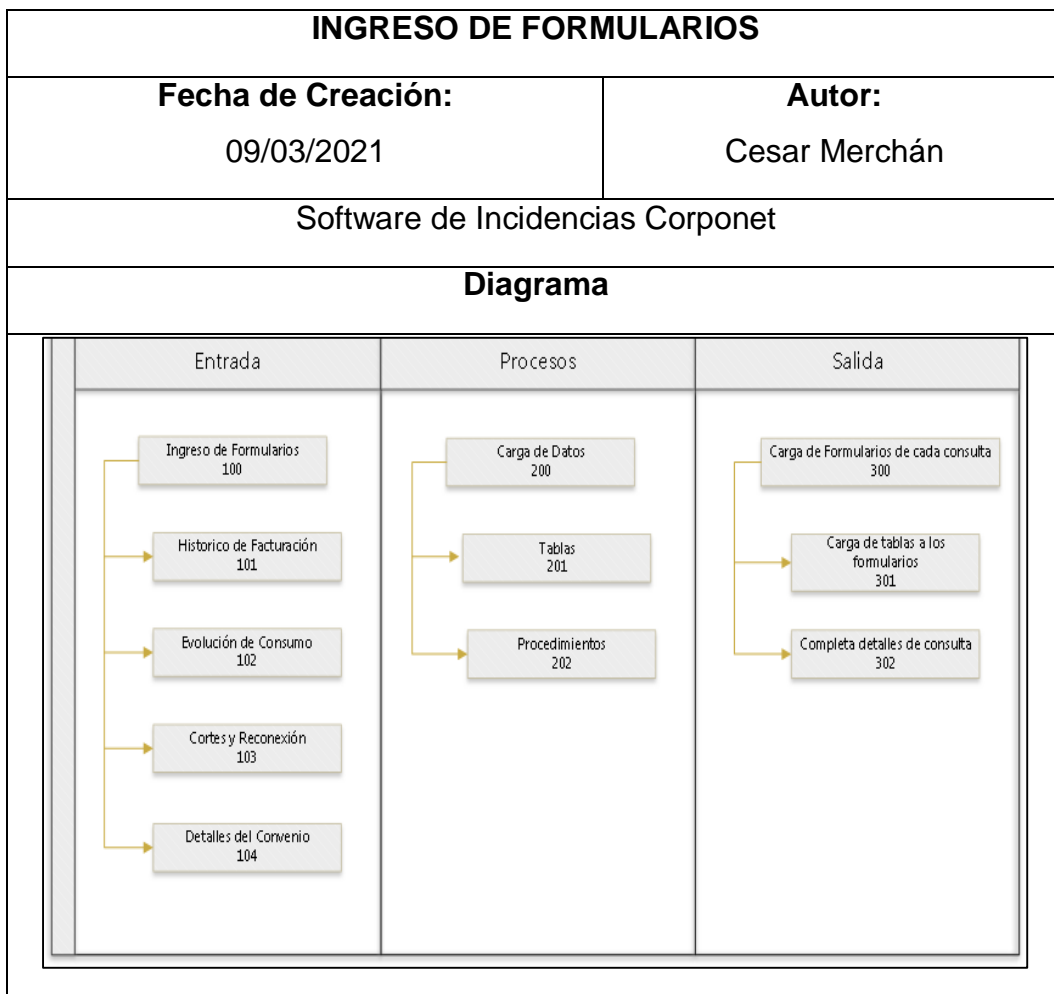 INGRESO DE FORMULARIOS
Fecha de Creación:
09/03/2021
Autor:
Cesar Merchán
Software de Incidencias Corponet
Diagrama
Entrada
Procesos
Salida
Ingreso de Formularios
100
Historico de Facturación
101
Evolución de Consumo
102
Cortes y Reconexión
103
Detalles del Convenio
104
Carga de Datos
200
Tablas
201
Procedimientos
202
Carga de Formularios de cada consulta
300
Carga de tablas a los
formularios
301
Completa detalles de consulta
302